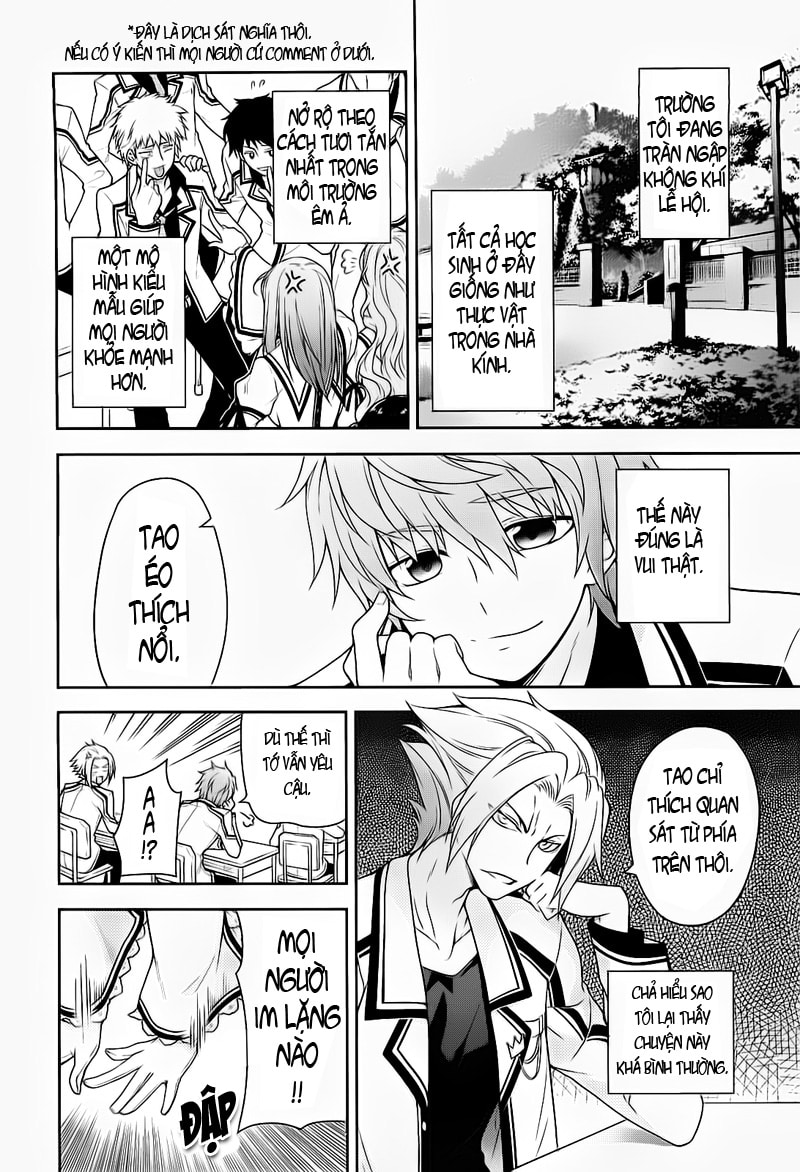 *ĐÂY LÀ DỊCH SÁT NGHĨA THÔI.
NẾU CÓ Ý KIẾN THÌ MỌI NGƯỜI CỨ COMMENT Ở DƯỚI.
TRƯỜNG
TÔI ĐANG
TRÀN NGẬP
KHÔNG KHÍ
LỄ HỘI.
TẤT CẢ HỌC
SINH Ở ĐÂY
GIỐNG NHƯ
THỰC VẬT
TRONG NHÀ
KÍNH.
NỞ RỘ THEO
CÁCH TƯƠI TẮN
NHẤT TRONG
MÔI TRƯỜNG
ÊM Ả.
MỘT MÔ
HÌNH KIỂU
MẪU GIÚP
MỌI NGƯỜI
KHỎE MẠNH
HƠN.
THẾ NÀY
ĐÚNG LÀ
VUI THẬT.
TAO
ÉO
THÍCH
NỔI.
TAO CHỈ
THÍCH QUAN
SÁT TỪ PHÍA
TRÊN THÔI.
CHẢ HIỂU SAO
TÔI LẠI THẤY
CHUYỆN NÀY
KHÁ BÌNH THƯỜNG.
DÙ THẾ THÌ
TỚ VẪN YÊU
CẬU.
A
A
!?
MỌI
NGƯỜI
IM LẶNG
NÀO
!!
ĐẬP